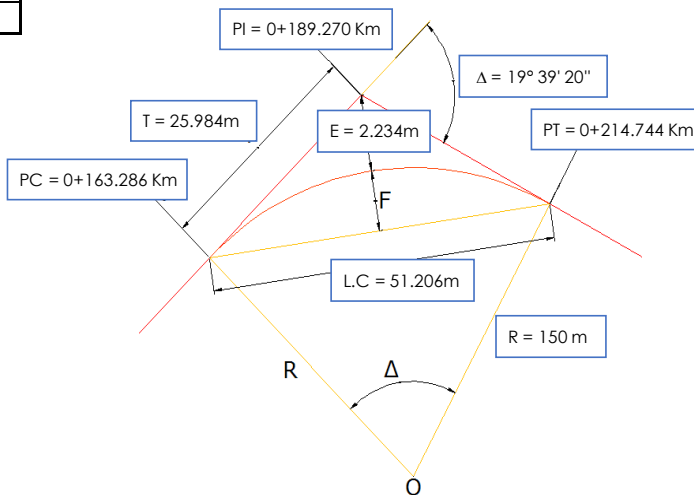 PI = 0+189.270 Km
Δ = 19° 39' 20"
T = 25.984m
E = 2.234m
PT = 0+214.744 Km
PC = 0+163.286 Km
F
L.C = 51.206m
R = 150 m
R
Δ
O